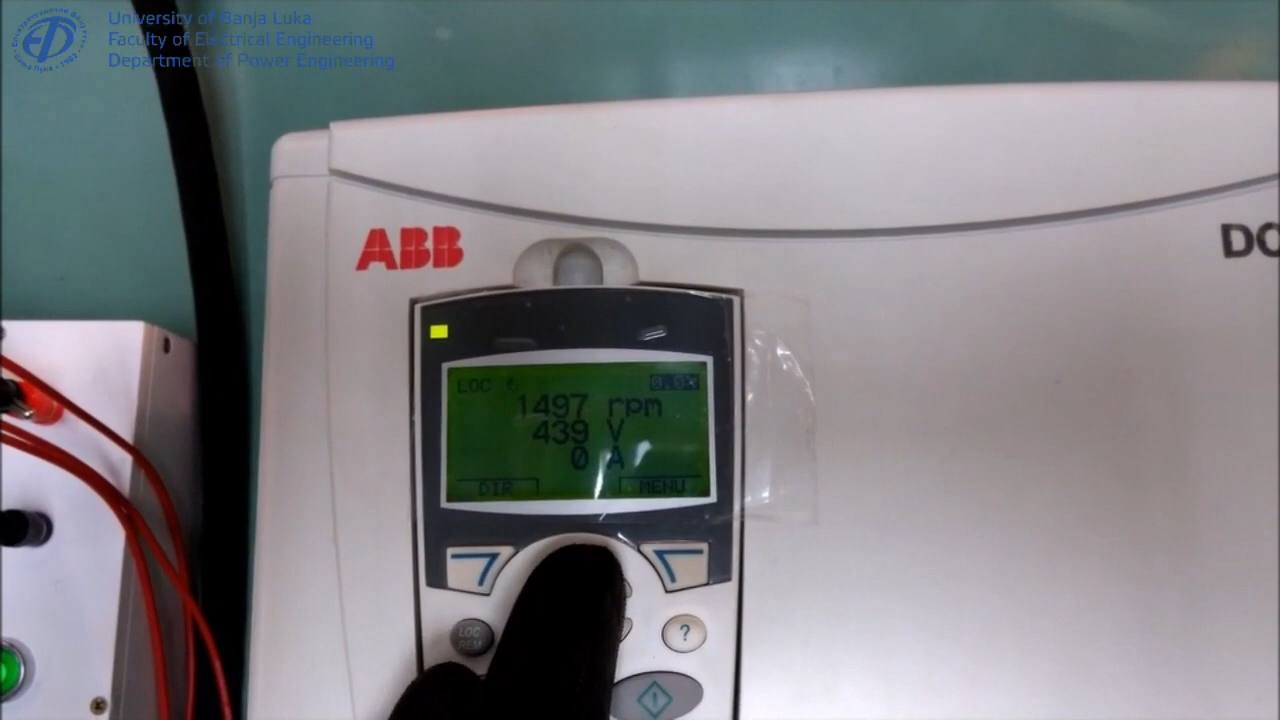 University of Banja Luka
Faculty of Electrical Engineering
Department of Power Engineering
ABB
DC
LOC
1497 rpm
439 V
0 A
DIR
MENU
LOC
REM
?